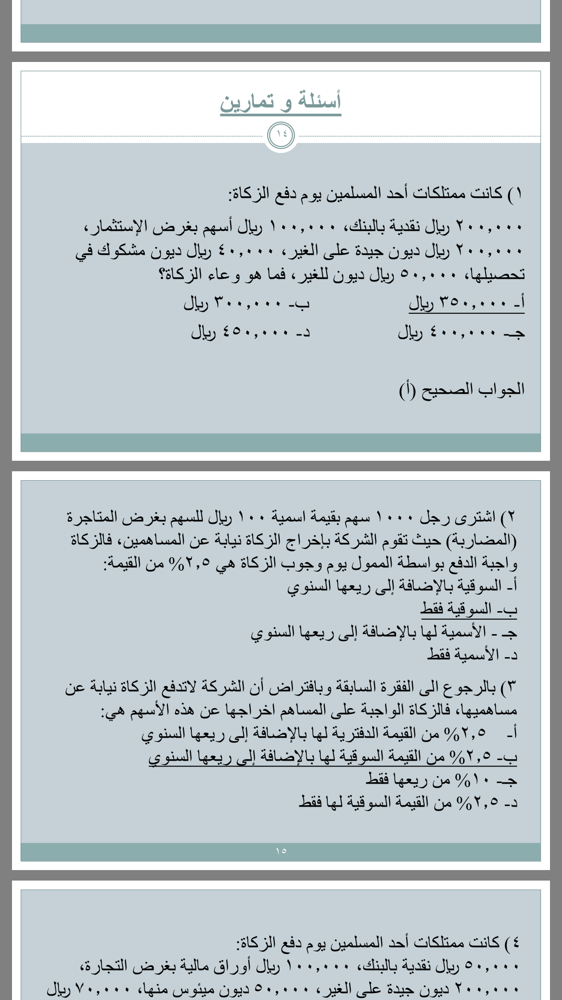 أسئلة و تمارين
١٤
١) كانت ممتلكات أحد المسلمين يوم دفع الزكاة:
٢٠٠,٠٠٠ ريال نقدية بالبنك، ١٠٠,٠٠٠ ريال أسهم بغرض الإستثمار،
٢٠٠,٠٠٠ ريال ديون جيدة على الغير، ٤٠,٠٠٠ ريال ديون مشكوك في
تحصيلها، ٥٠,٠٠٠ ريال ديون للغير، فما هو وعاء الزكاة؟
أ- ٣٥٠,٠٠٠ ريال ب- ٣٠٠,٠٠٠ ريال
جـ- ٤٠٠,٠٠٠ ريال د- ٤٥٠,٠٠٠ ريال
الجواب الصحيح (أ)
٢) اشترى رجل ١٠٠٠ سهم بقيمة اسمية ١٠٠ ريال للسهم بغرض المتاجرة
(المضاربة) حيث تقوم الشركة بإخراج الزكاة نيابة عن المساهمين، فالزكاة
واجبة الدفع بواسطة الممول يوم وجوب الزكاة هي ٢,٥% من القيمة:
أ- السوقية بالإضافة إلى ريعها السنوي
ب- السوقية فقط
جـ - الأسمية لها بالإضافة إلى ريعها السنوي
د- الأسمية فقط
٣) بالرجوع الى الفقرة السابقة وبافتراض أن الشركة لاتدفع الزكاة نيابة عن
مساهميها، فالزكاة الواجبة على المساهم اخراجها عن هذه الأسهم هي:
أ- ٢,٥% من القيمة الدفترية لها بالإضافة إلى ريعها السنوي
ب- ٢,٥% من القيمة السوقية لها بالإضافة إلى ريعها السنوي
جـ- ١٠% من ريعها فقط
د- ٢,٥% من القيمة السوقية لها فقط
١٥
٤) كانت ممتلكات أحد المسلمين يوم دفع الزكاة:
٥٠,٠٠٠ ريال نقدية بالبنك، ١٠٠,٠٠٠ ريال أوراق مالية بغرض التجارة،
٢٠٠,٠٠٠ ديون جيدة على الغير، ٥٠,٠٠٠ ديون ميئوس منها، ٧٠,٠٠٠ ريال